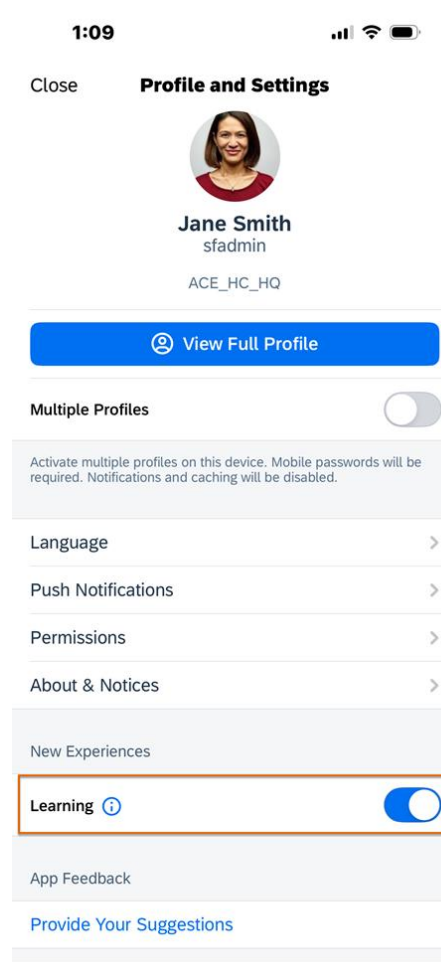 1:09
Close
Profile and Settings
Jane Smith
sfadmin
ACE_HC_HQ
View Full Profile
Multiple Profiles
Activate multiple profiles on this device. Mobile passwords will be
required. Notifications and caching will be disabled.
Language
Push Notifications
Permissions
About & Notices
New Experiences
Learning
App Feedback
Provide Your Suggestions